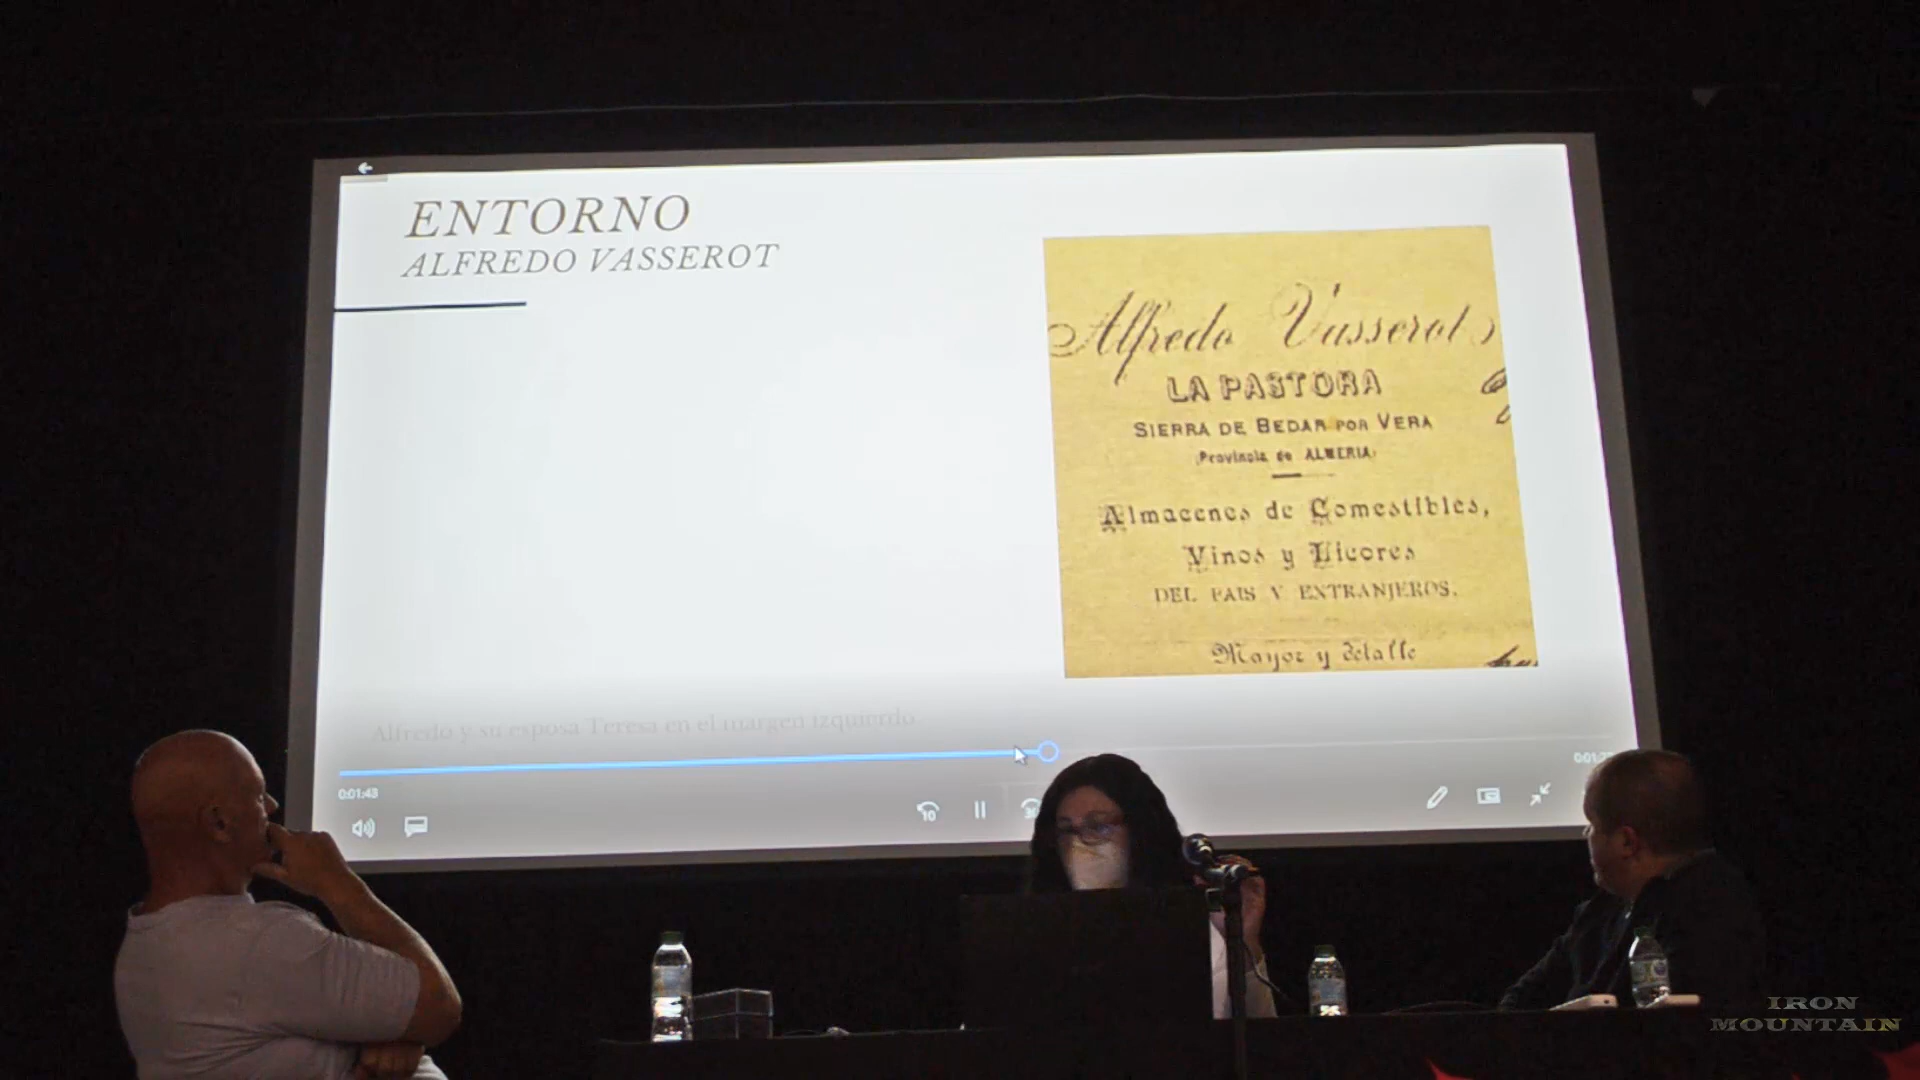 ENTORNO
ALFREDO VASSEROT
Alfredo Vasserot
LA PASTORA
SIERRA DE BEDAR POR VERA
(Provincia de ALMERIA)
Almacenes de Comestibles,
Vinos y Licores
DEL PAIS Y EXTRANJEROS.
Mayor y detalle
Alfredo y su esposa Teresa en el margen izquierdo
0:01:43
10
30
IRON
MOUNTAIN